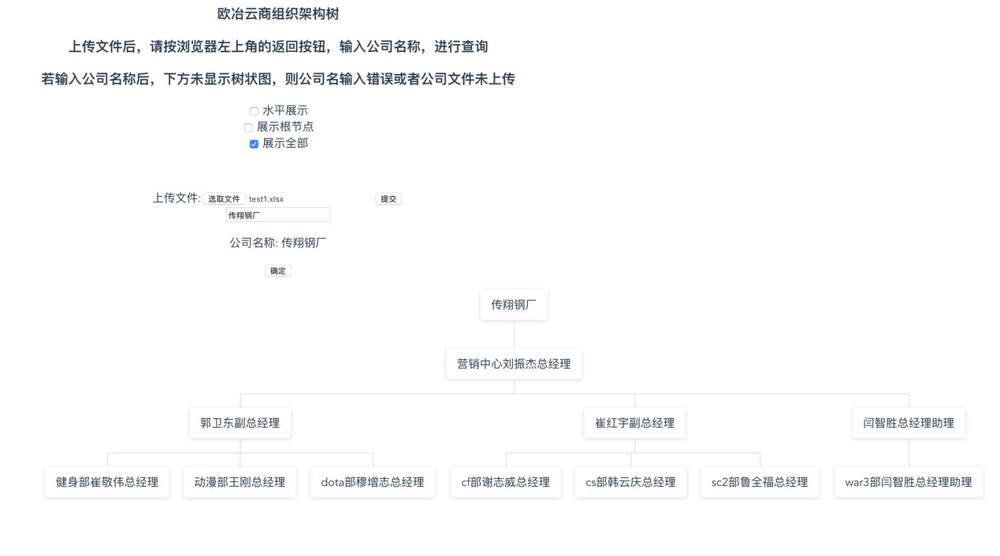 欧冶云商组织架构树
上传文件后，请按浏览器左上角的返回按钮，输入公司名称，进行查询
若输入公司名称后，下方未显示树状图，则公司名输入错误或者公司文件未上传
水平展示
展示根节点
展示全部
上传文件: 选取文件 test1.xlsx 提交
传翔钢厂
公司名称: 传翔钢厂
确定
传翔钢厂
营销中心刘振杰总经理
郭卫东副总经理 崔红宇副总经理 闫智胜总经理助理
健身部崔敬伟总经理 动漫部王刚总经理 dota部穆增志总经理 cf部谢志威总经理 cs部韩云庆总经理 sc2部鲁全福总经理 war3部闫智胜总经理助理